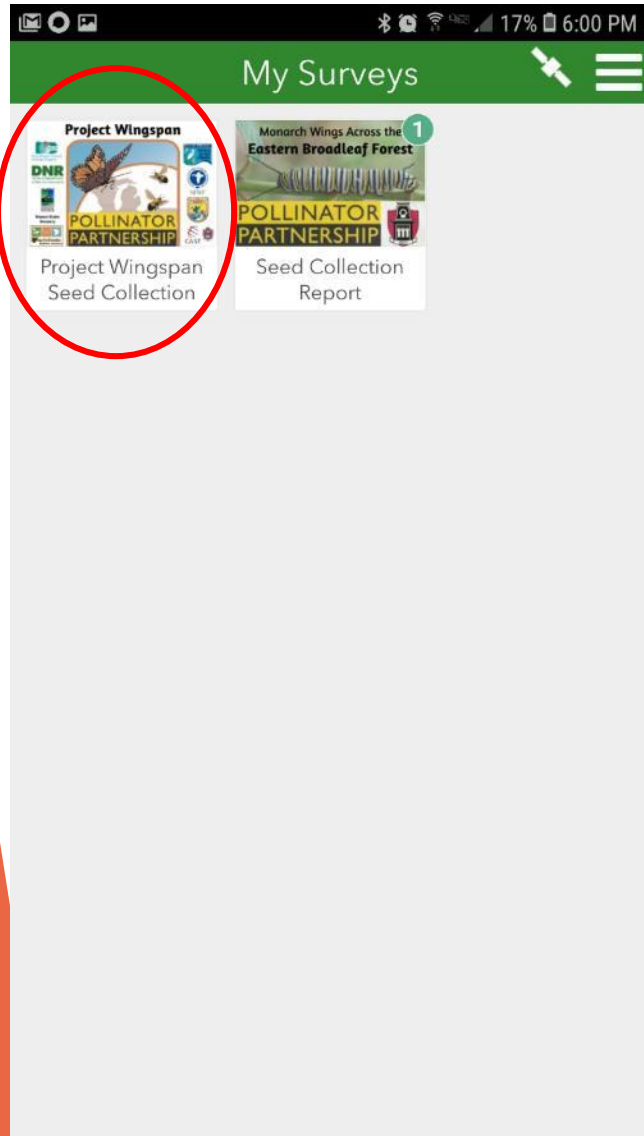 17% 6:00 PM
My Surveys
Project Wingspan
DNR
CAST
POLLINATOR
PARTNERSHIP
Project Wingspan
Seed Collection
Monarch Wings Across the
1
Eastern Broadleaf Forest
POLLINATOR
PARTNERSHIP
Seed Collection
Report